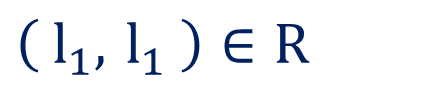 ( l₁, l₁ ) ∈ R